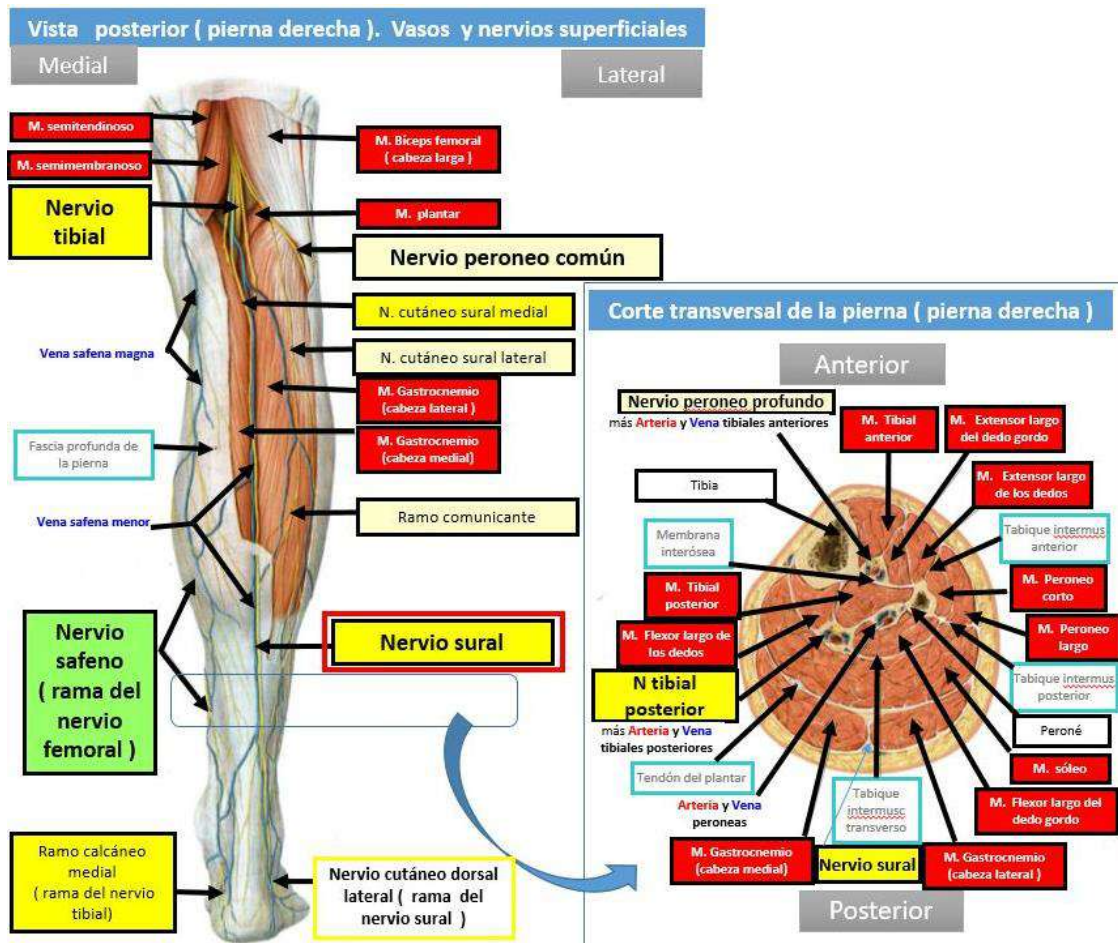 Vista posterior ( pierna derecha ). Vasos y nervios superficiales
Medial
Lateral
M. semitendinoso
M. semimembranoso
Nervio
tibial
M. Bíceps femoral
( cabeza larga )
M. plantar
Nervio peroneo común
N. cutáneo sural medial
N. cutáneo sural lateral
Vena safena magna
M. Gastrocnemio
(cabeza lateral )
M. Gastrocnemio
(cabeza medial)
Fascia profunda de
la pierna
Vena safena menor
Ramo comunicante
Nervio
safeno
( rama del
nervio
femoral )
Nervio sural
Ramo calcáneo
medial
( rama del nervio
tibial)
Nervio cutáneo dorsal
lateral ( rama del
nervio sural )
Corte transversal de la pierna ( pierna derecha )
Anterior
Nervio peroneo profundo
más Arteria y Vena tibiales anteriores
M. Tibial
anterior
M. Extensor largo
del dedo gordo
Tibia
M. Extensor largo
de los dedos
Membrana
interósea
Tabique intermus
anterior
M. Tibial
posterior
M. Peroneo
corto
M. Flexor largo de
los dedos
M. Peroneo
largo
N tibial
posterior
más Arteria y Vena
tibiales posteriores
Tabique intermus
posterior
Peroné
Tendón del plantar
M. sóleo
Arteria y Vena
peroneas
Tabique
intermusc
transverso
M. Flexor largo del
dedo gordo
M. Gastrocnemio
(cabeza medial)
Nervio sural
M. Gastrocnemio
(cabeza lateral )
Posterior